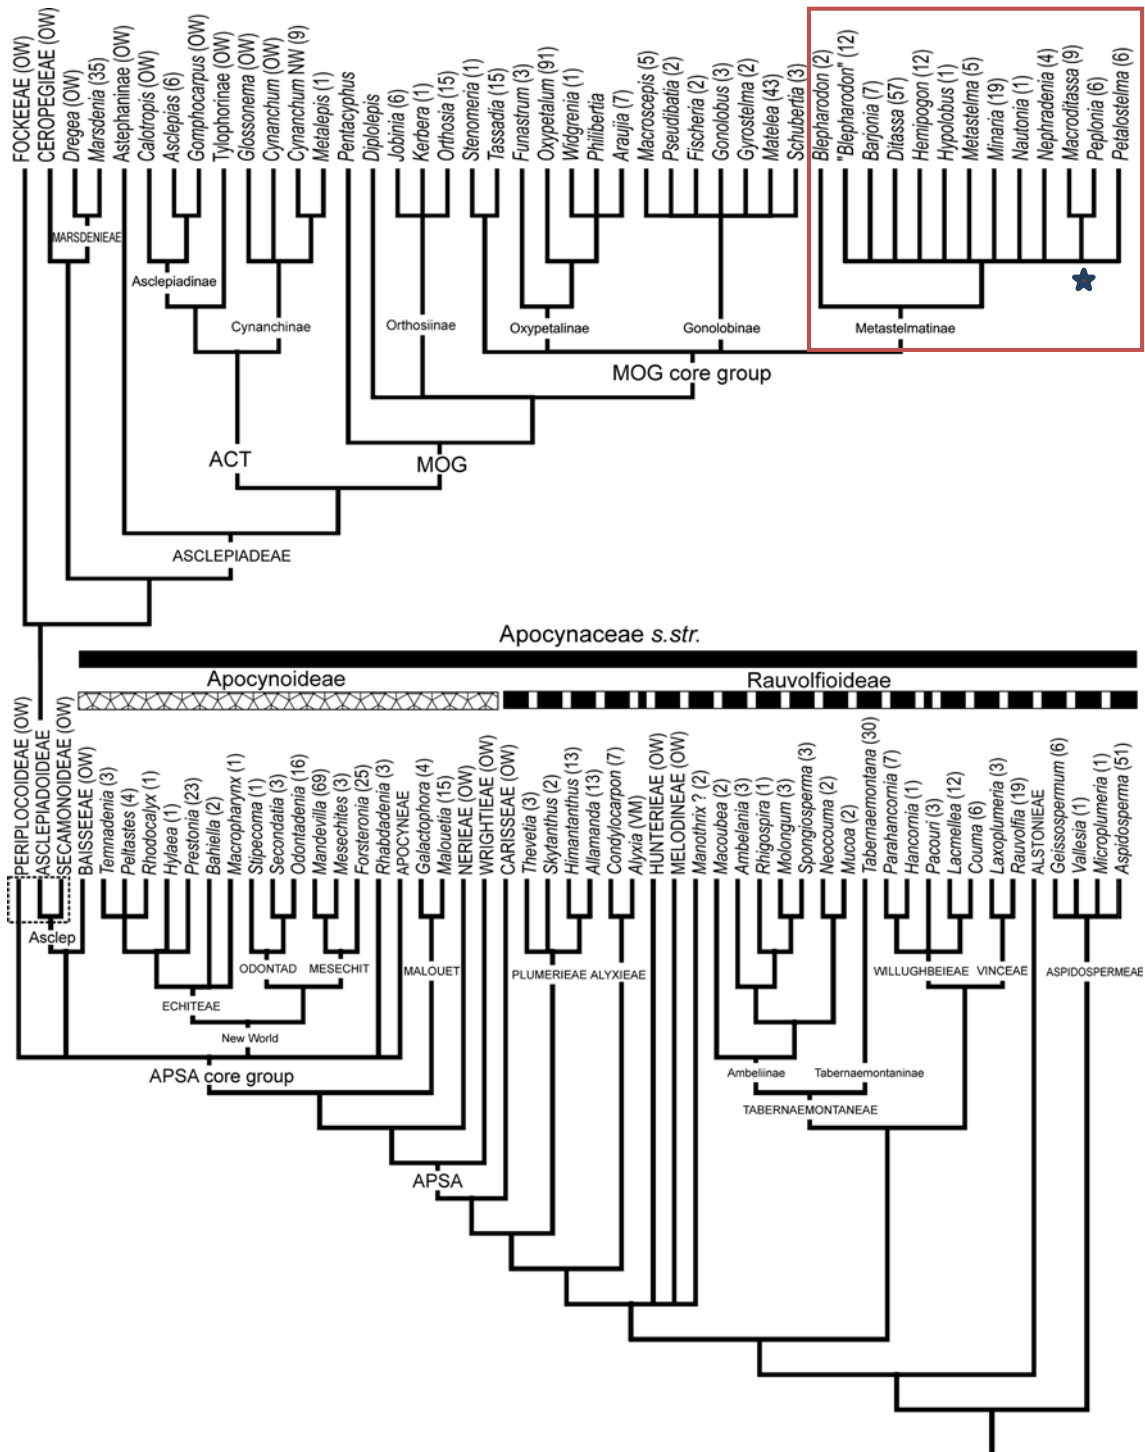 FOCKEEAE (OW)
CEROPEGIEAE (OW)
Dregea (OW)
Marsdenia (35)
Astephaninae (OW)
Calotropis (OW)
Asclepias (6)
Gomphocarpus (OW)
Tylophorinae (OW)
Glossonema (OW)
Cynanchum (OW)
Cynanchum NW (9)
Metalepis (1)
Pentacyphus
Diplolepis
Jobinia (6)
Kerbera (1)
Orthosia (15)
Stenomeria (1)
Tassadia (15)
Funastrum (3)
Oxypetalum (91)
Widgrenia (1)
Philibertia
Araujia (7)
Macroscepis (5)
Pseudibatia (2)
Fischeria (2)
Gonolobus (3)
Gyrostelma (2)
Matelea (43)
Schubertia (3)
Blepharodon (2)
"Blepharodon" (12)
Barjonia (7)
Ditassa (57)
Hemipogon (12)
Hypolobus (1)
Metastelma (5)
Minaria (19)
Nautonia (1)
Nephradenia (4)
Macroditassa (9)
Peplonia (6)
Petalostelma (6)
MARSDENIEAE
Asclepiadinae
Cynanchinae
Orthosiinae
Oxypetalinae
Gonolobinae
Metastelmatinae
MOG core group
ACT
MOG
ASCLEPIADEAE
Apocynaceae s.str.
Apocynoideae
Rauvolfioideae
PERIPLOCOIDEAE (OW)
ASCLEPIADOIDEAE
SECAMONOIDEAE (OW)
BAISSEEAE (OW)
Temnadenia (3)
Peltastes (4)
Rhodocalyx (1)
Hylaea (1)
Prestonia (23)
Bahiella (2)
Macropharynx (1)
Stipecoma (1)
Secondatia (3)
Odontadenia (16)
Mandevilla (69)
Mesechites (3)
Forsteronia (25)
Rhabdadenia (3)
APOCYNEAE
Galactophora (4)
Malouetia (15)
NERIEAE (OW)
WRIGHTIEAE (OW)
CARISSEAE (OW)
Thevetia (3)
Skytanthus (2)
Himantanthus (13)
Allamanda (13)
Condylocarpon (7)
Alyxia (VM)
HUNTERIEAE (OW)
MELODINEAE (OW)
Manothrix ? (2)
Macoubea (2)
Ambelania (3)
Rhigospira (1)
Molongum (3)
Spongiosperma (3)
Neocouma (2)
Mucoa (2)
Tabernaemontana (30)
Parahancornia (7)
Hancornia (1)
Pacouri (3)
Lacmellea (12)
Couma (6)
Laxoplumeria (3)
Rauvolfia (19)
ALSTONIEAE
Geissospermum (6)
Vallesia (1)
Microplumeria (1)
Aspidosperma (51)
Asclep
ODONTAD
MESECHIT
MALOUET
PLUMERIEAE
ALYXIEAE
WILLUGHBEIEAE
VINCEAE
ASPIDOSPERMEAE
ECHITEAE
New World
APSA core group
Ambeliinae
Tabernaemontaninae
TABERNAEMONTANEAE
APSA